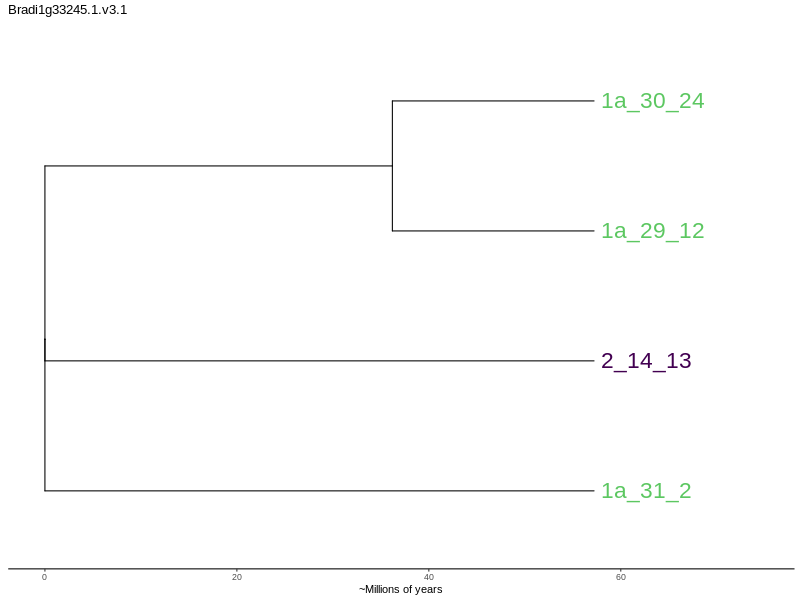 Bradi1g33245.1.v3.1
1a_30_24
1a_29_12
2_14_13
1a_31_2
0 20 40 60
~Millions of years